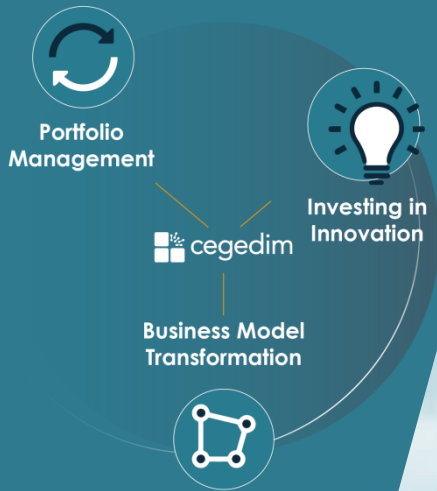 Portfolio
Management
Investing in
Innovation
cegedim
Business Model
Transformation